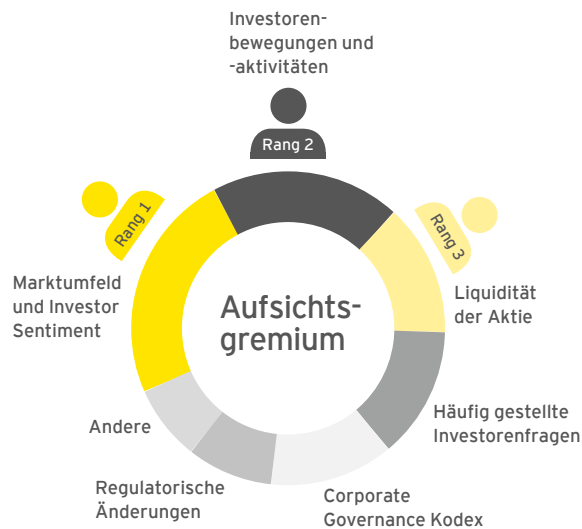 Investoren-
bewegungen und
-aktivitäten
Rang 2
Rang 1
Rang 3
Marktumfeld
und Investor
Sentiment
Aufsichts-
gremium
Liquidität
der Aktie
Häufig gestellte
Investorenfragen
Andere
Regulatorische
Änderungen
Corporate
Governance Kodex